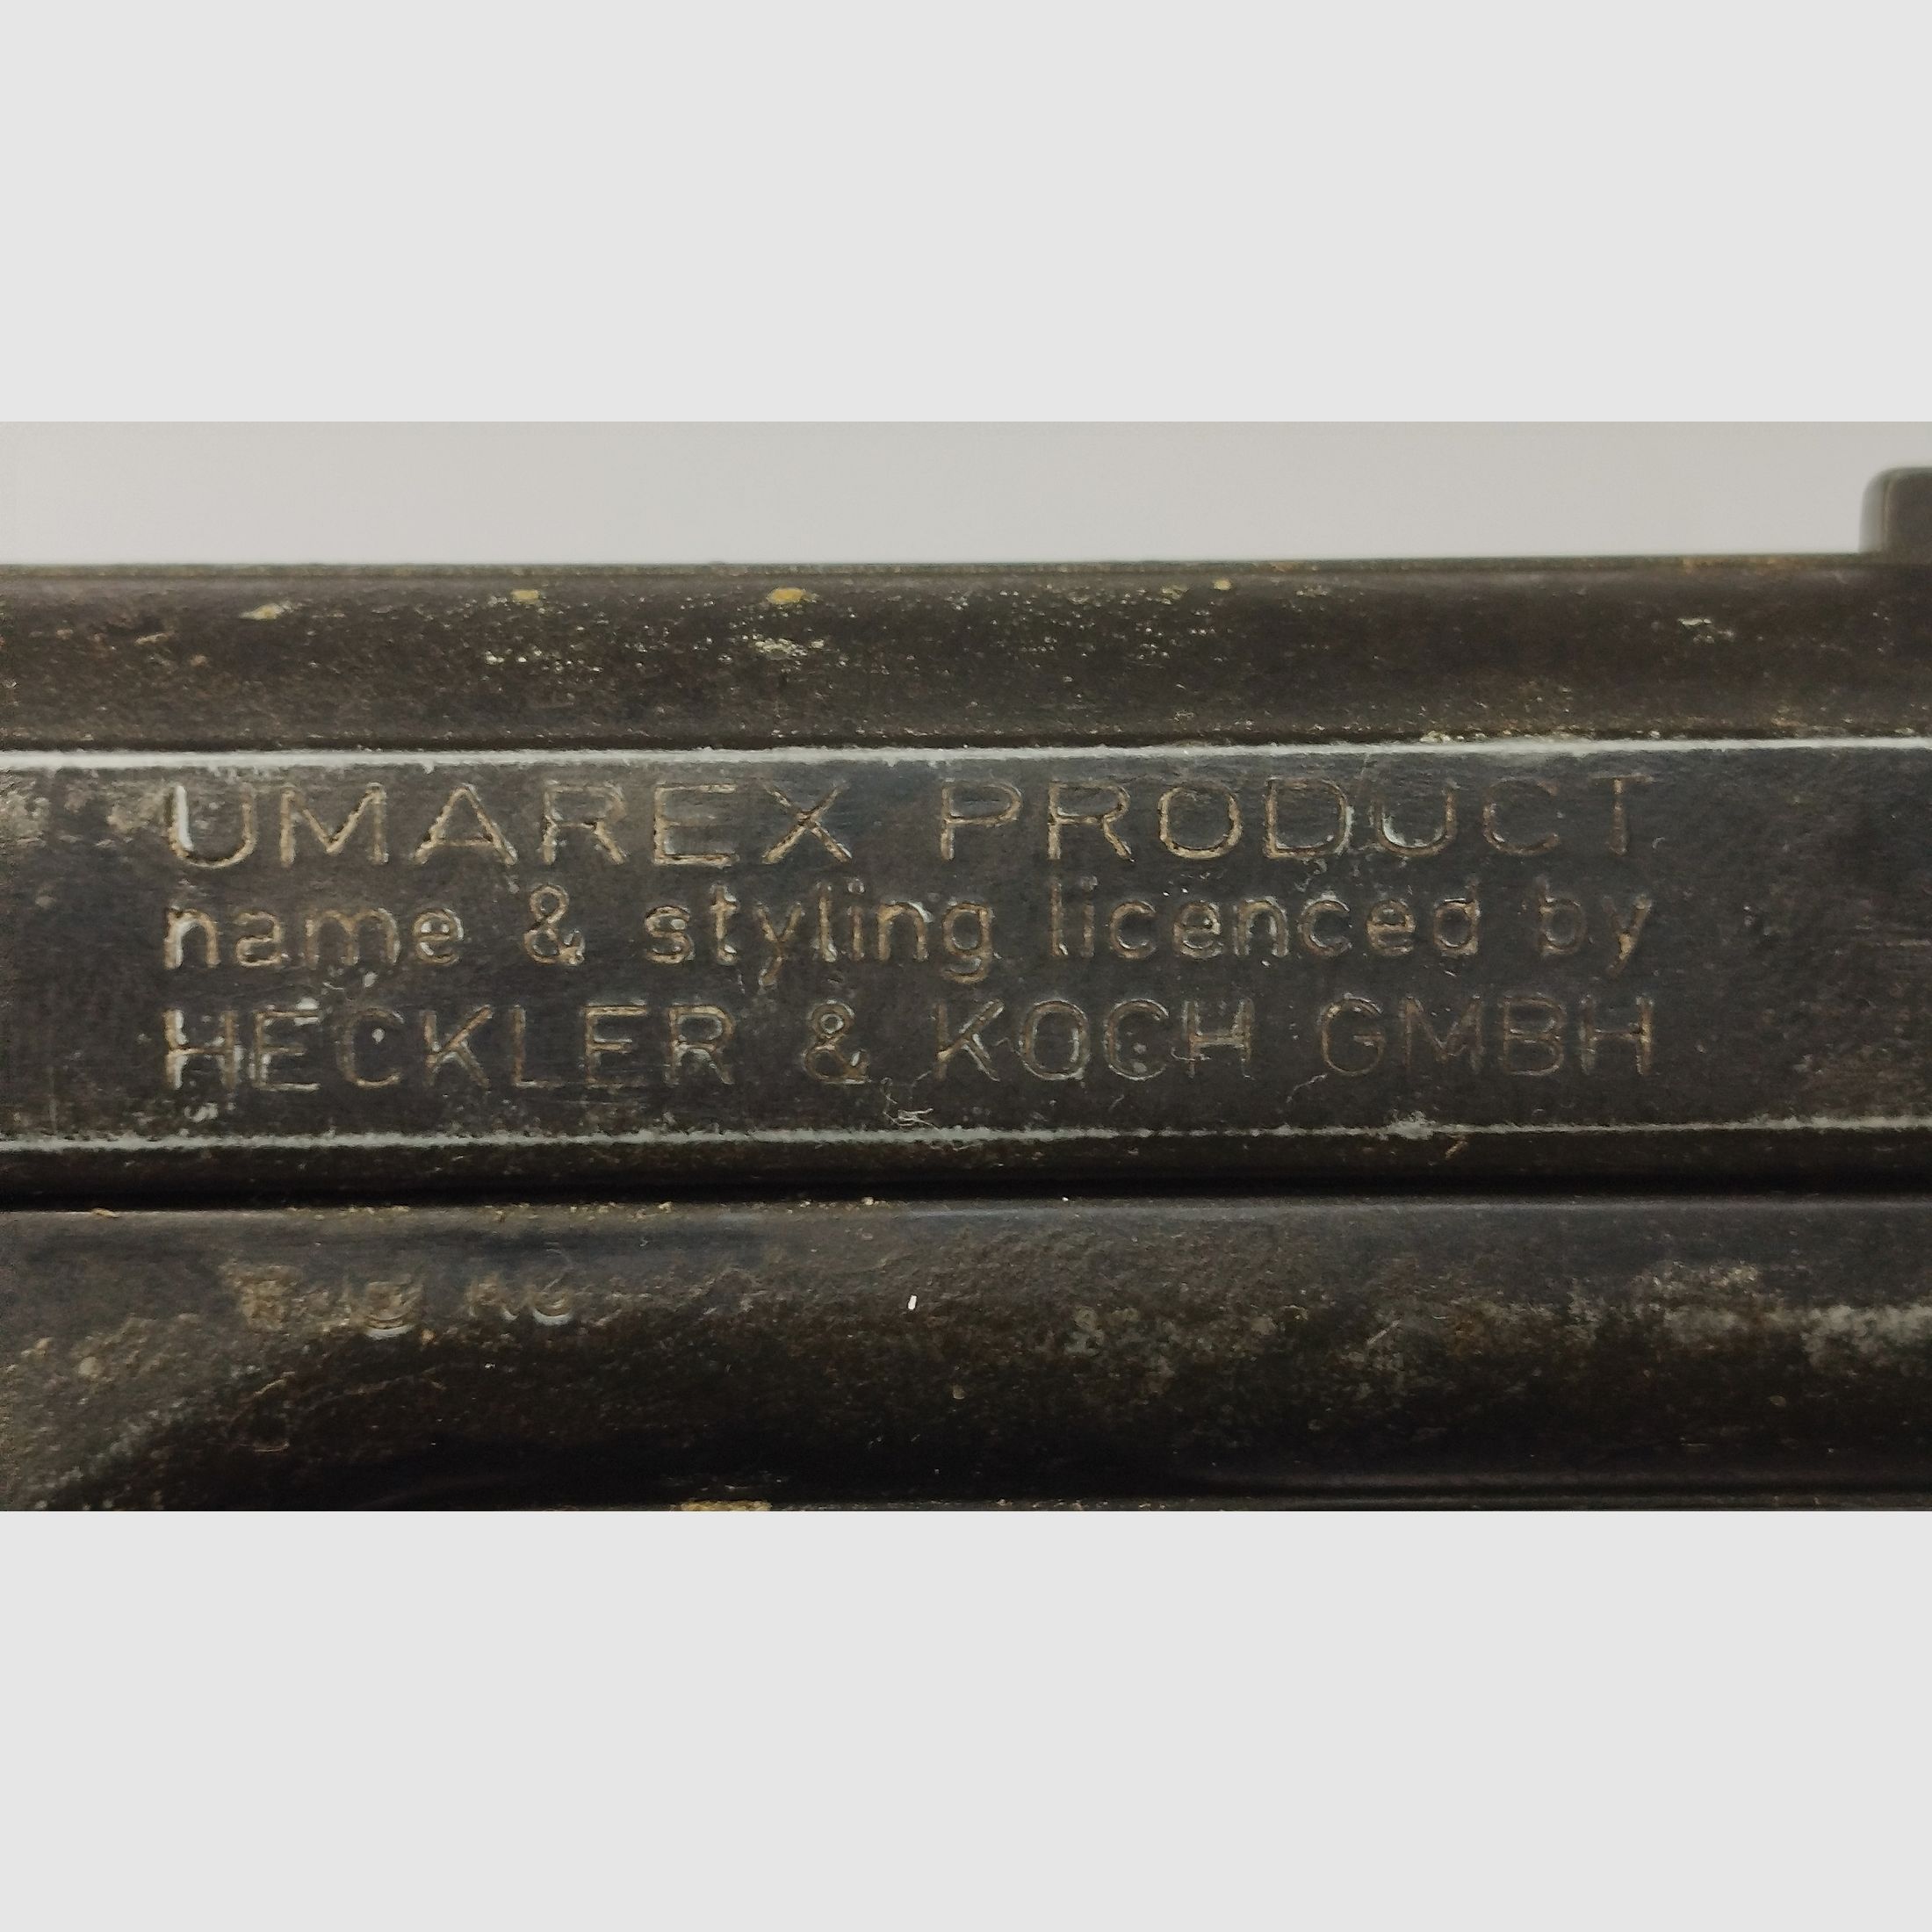 UMAREX PRODUCT
name & styling licenced by
HECKLER & KOCH GMBH